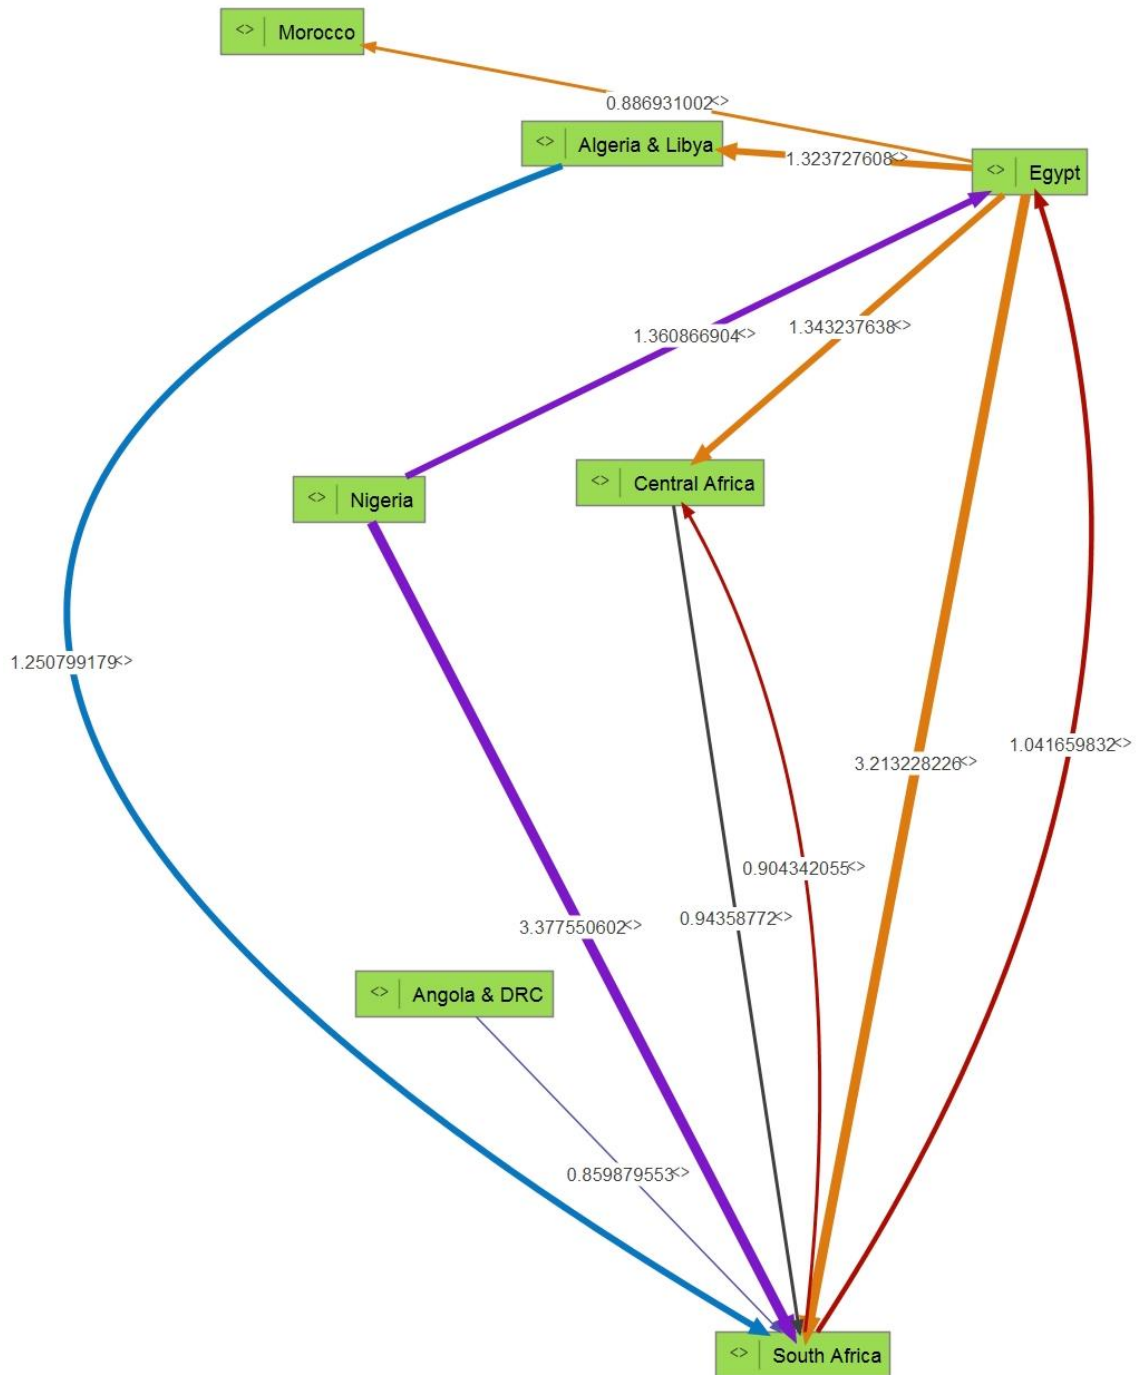 <> Morocco
0.886931002<>
<> Algeria & Libya
1.323727608<>
<> Egypt
1.360866904<>
1.343237638<>
<> Nigeria
<> Central Africa
1.250799179<>
3.213228226<>
1.041659832<>
0.904342055<>
0.94358772<>
3.377550602<>
<> Angola & DRC
0.859879553<>
<> South Africa